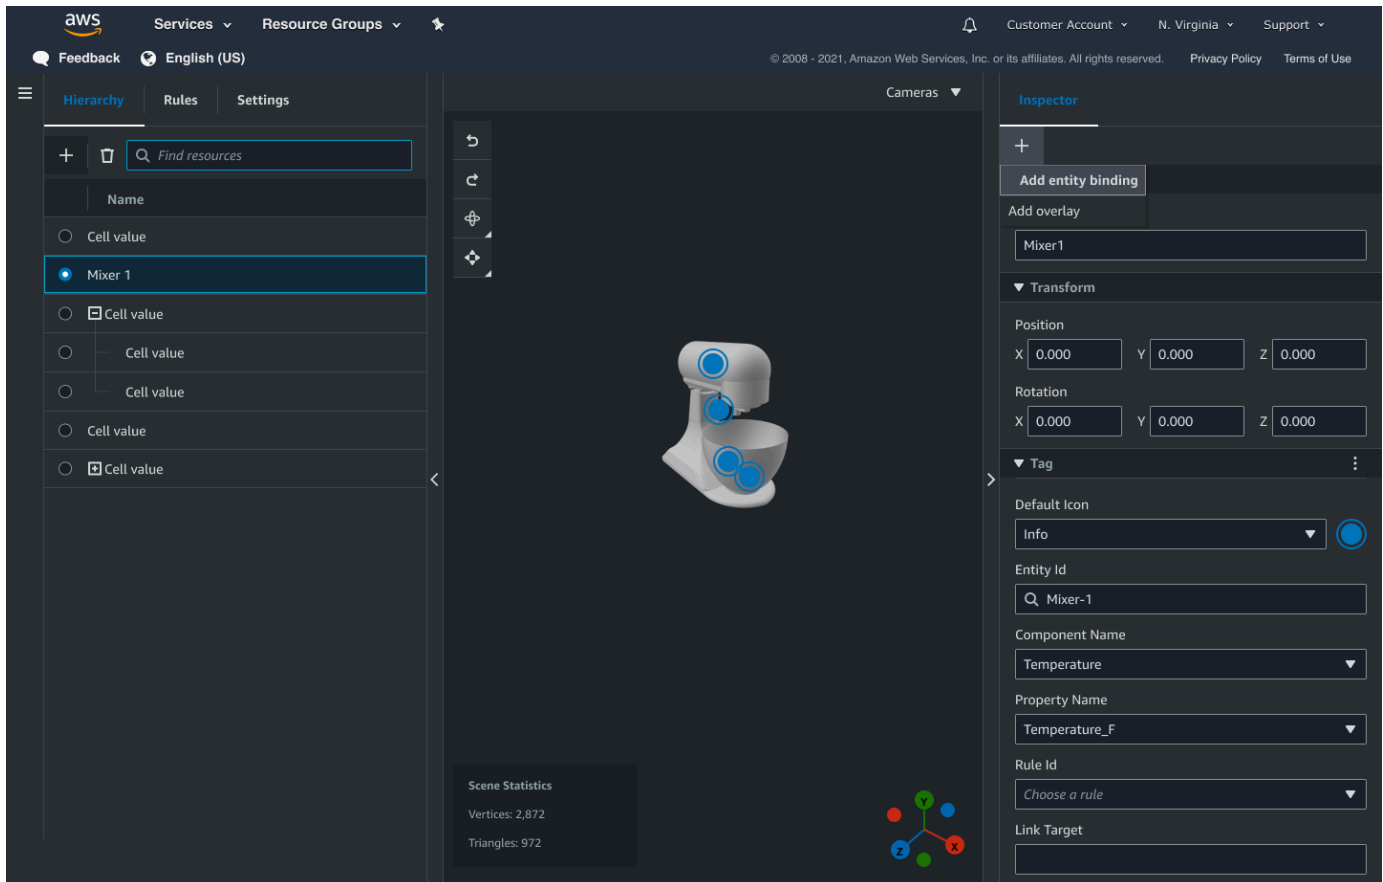 aws Services Resource Groups Customer Account N. Virginia Support
Feedback English (US) © 2008 - 2021, Amazon Web Services, Inc. or its affiliates. All rights reserved. Privacy Policy Terms of Use
Hierarchy Rules Settings
Find resources
Name
Cell value
Mixer 1
Cell value
Cell value
Cell value
Cell value
Cell value
Cameras
Scene Statistics
Vertices: 2,872
Triangles: 972
Y
Z
X
Inspector
Add entity binding
Add overlay
Mixer1
Transform
Position
X 0.000 Y 0.000 Z 0.000
Rotation
X 0.000 Y 0.000 Z 0.000
Tag
Default Icon
Info
Entity Id
Mixer-1
Component Name
Temperature
Property Name
Temperature_F
Rule Id
Choose a rule
Link Target